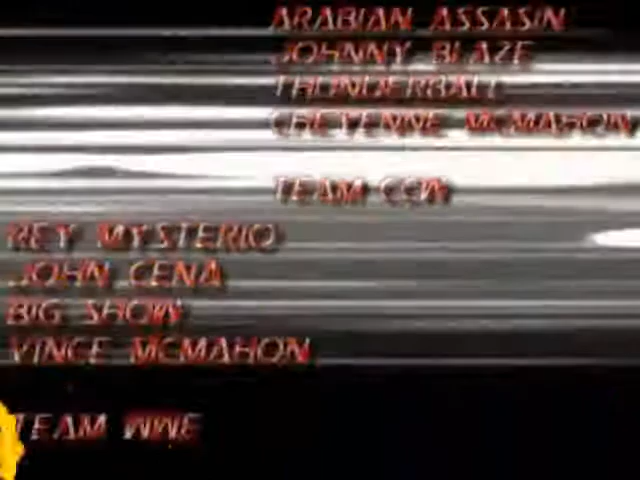 ARABIAN ASSASIN
JOHNNY BLAZE
THUNDERBALL
CHEYENNE MCMAHON
TEAM CCW
REY MYSTERIO
JOHN CENA
BIG SHOW
VINCE MCMAHON
TEAM WWE